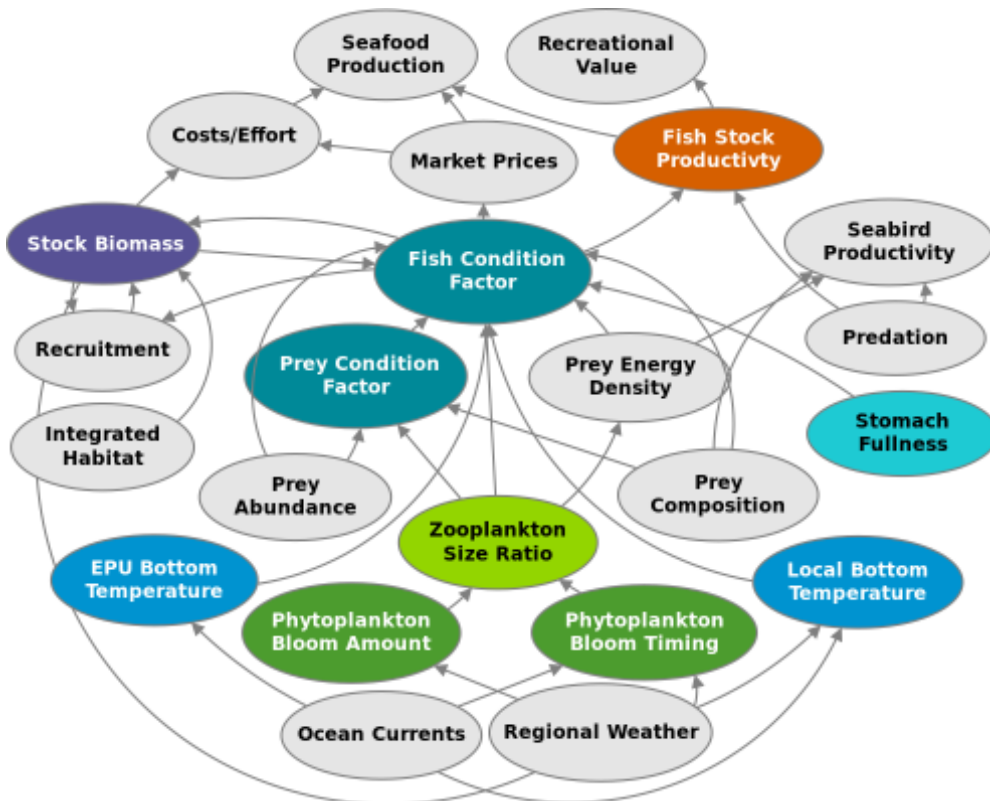 Seafood
Production
Recreational
Value
Costs/Effort
Market Prices
Fish Stock
Productivty
Stock Biomass
Fish Condition
Factor
Seabird
Productivity
Recruitment
Prey Condition
Factor
Prey Energy
Density
Predation
Integrated
Habitat
Stomach
Fullness
Prey
Abundance
Prey
Composition
Zooplankton
Size Ratio
EPU Bottom
Temperature
Local Bottom
Temperature
Phytoplankton
Bloom Amount
Phytoplankton
Bloom Timing
Ocean Currents
Regional Weather